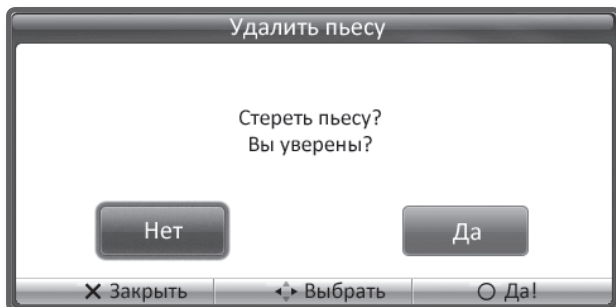 Удалить пьесу
Стереть пьесу?
Вы уверены?
Нет Да
Закрыть Выбрать Да!